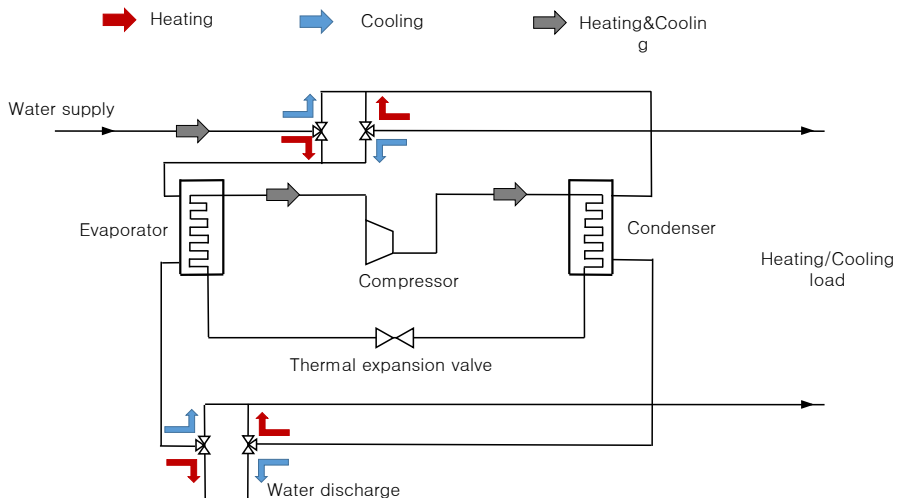 Heating
Cooling
Heating&Coolin
g
Water supply
Evaporator
Condenser
Compressor
Heating/Cooling
load
Thermal expansion valve
Water discharge